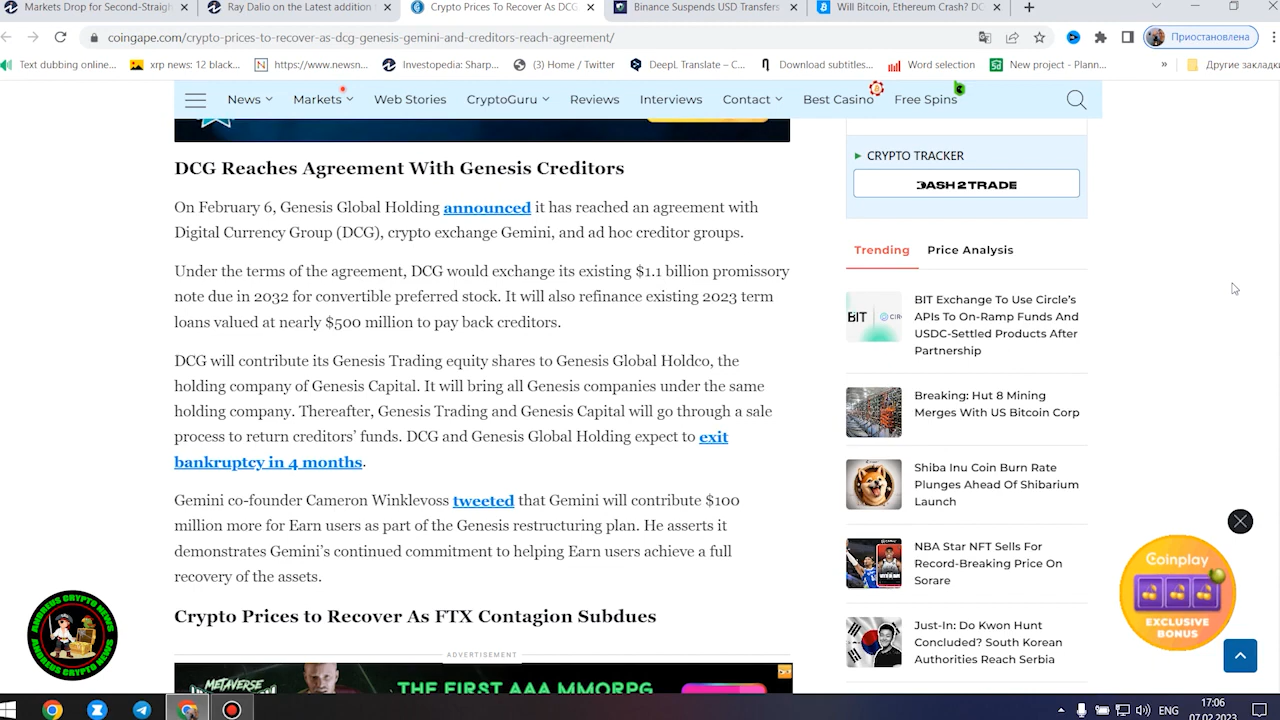 Markets Drop for Second-Straigh
Ray Dalio on the Latest addition
Crypto Prices To Recover As DCG
Binance Suspends USD Transfers
Will Bitcoin, Ethereum Crash? DC
coingape.com/crypto-prices-to-recover-as-dcg-genesis-gemini-and-creditors-reach-agreement/
Приостановлена
Text dubbing online...
xrp news: 12 black...
https://www.newsn...
Investopedia: Sharp...
(3) Home / Twitter
DeepL Translate – C...
Download subtitles...
Word selection
New project - Plann...
»
Другие закладки
News
Markets
Web Stories
CryptoGuru
Reviews
Interviews
Contact
Best Casino
Free Spins
DCG Reaches Agreement With Genesis Creditors
On February 6, Genesis Global Holding announced it has reached an agreement with
Digital Currency Group (DCG), crypto exchange Gemini, and ad hoc creditor groups.
Under the terms of the agreement, DCG would exchange its existing $1.1 billion promissory
note due in 2032 for convertible preferred stock. It will also refinance existing 2023 term
loans valued at nearly $500 million to pay back creditors.
DCG will contribute its Genesis Trading equity shares to Genesis Global Holdco, the
holding company of Genesis Capital. It will bring all Genesis companies under the same
holding company. Thereafter, Genesis Trading and Genesis Capital will go through a sale
process to return creditors' funds. DCG and Genesis Global Holding expect to exit
bankruptcy in 4 months.
Gemini co-founder Cameron Winklevoss tweeted that Gemini will contribute $100
million more for Earn users as part of the Genesis restructuring plan. He asserts it
demonstrates Gemini's continued commitment to helping Earn users achieve a full
recovery of the assets.
Crypto Prices to Recover As FTX Contagion Subdues
ADVERTISEMENT
METAVERSE
THE FIRST AAA MMORPG
CRYPTO TRACKER
DASH 2 TRADE
Trending
Price Analysis
BIT Exchange To Use Circle's
APIs To On-Ramp Funds And
USDC-Settled Products After
Partnership
Breaking: Hut 8 Mining
Merges With US Bitcoin Corp
Shiba Inu Coin Burn Rate
Plunges Ahead Of Shibarium
Launch
NBA Star NFT Sells For
Record-Breaking Price On
Sorare
Just-In: Do Kwon Hunt
Concluded? South Korean
Authorities Reach Serbia
BIT
CIR
Coinplay
EXCLUSIVE
BONUS
ANDREUS CRYPTO NEWS
ANDREUS CRYPTO NEWS
ENG
17:06
07.02.2023